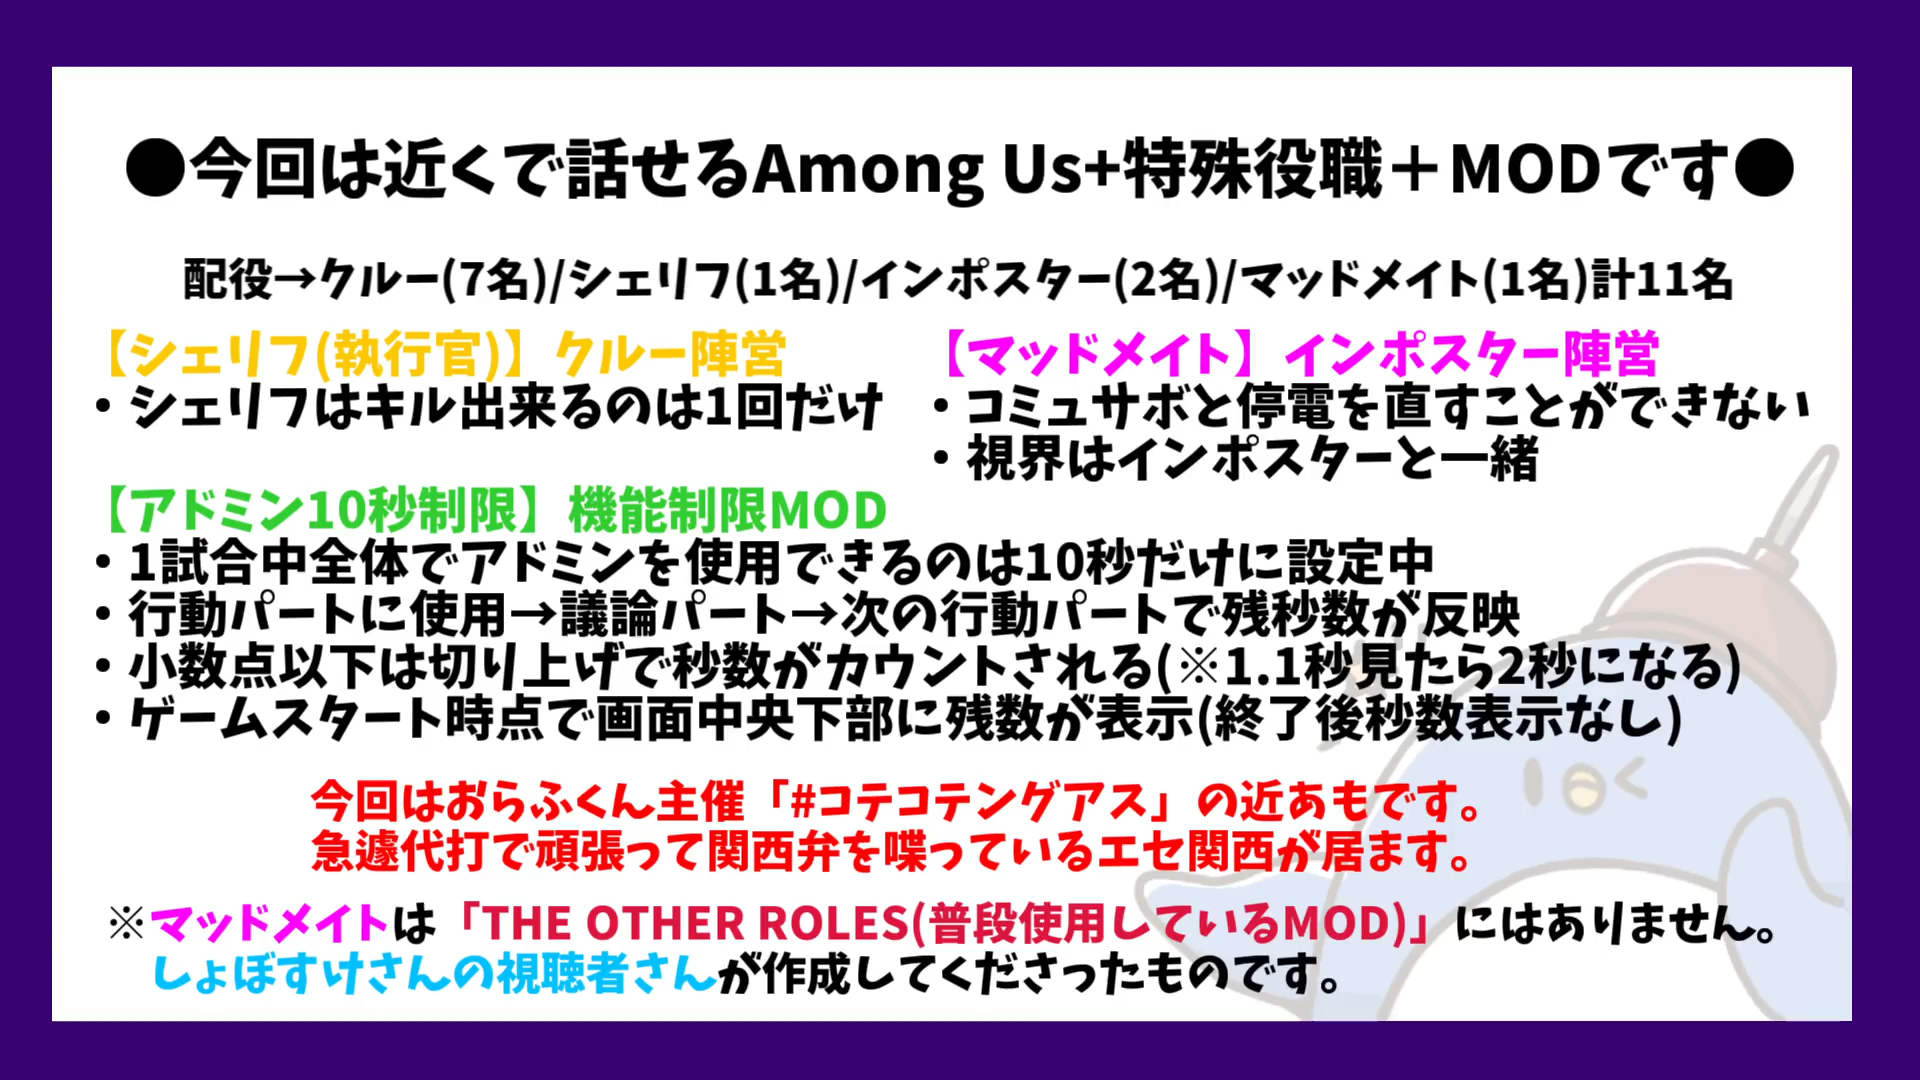 ●今回は近くで話せるAmong Us+特殊役職＋MODです●
配役→クルー(7名)/シェリフ(1名)/インポスター(2名)/マッドメイト(1名)計11名
【シェリフ(執行官)】クルー陣営
・シェリフはキル出来るのは1回だけ
【マッドメイト】インポスター陣営
・コミュサボと停電を直すことができない
・視界はインポスターと一緒
【アドミン10秒制限】機能制限MOD
・1試合中全体でアドミンを使用できるのは10秒だけに設定中
・行動パートに使用→議論パート→次の行動パートで残秒数が反映
・小数点以下は切り上げで秒数がカウントされる(※1.1秒見たら2秒になる)
・ゲームスタート時点で画面中央下部に残数が表示(終了後秒数表示なし)
今回はおらふくん主催「#コテコテングアス」の近あもです。
急遽代打で頑張って関西弁を喋っているエセ関西が居ます。
※マッドメイトは「THE OTHER ROLES(普段使用しているMOD)」にはありません。
しょぼすけさんの視聴者さんが作成してくださったものです。